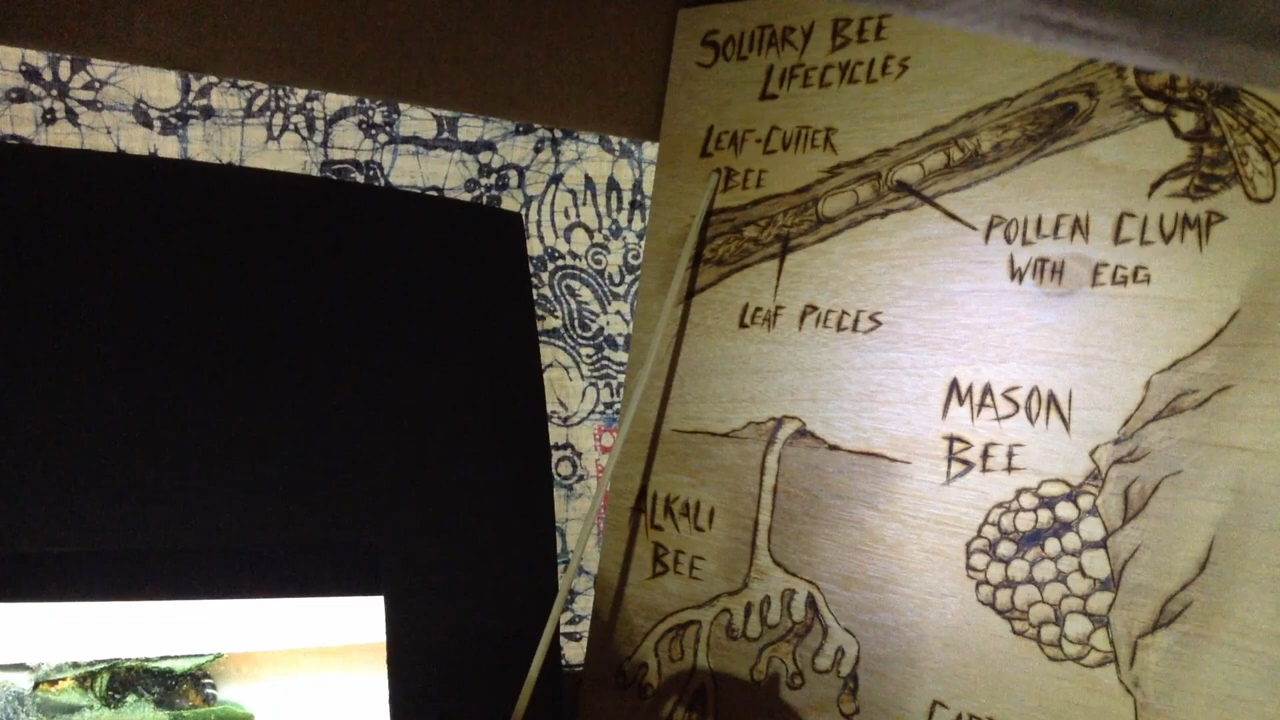 SOLITARY BEE
LIFECYCLES
LEAF-CUTTER
BEE
POLLEN CLUMP
WITH EGG
LEAF PIECES
MASON
BEE
ALKALI
BEE